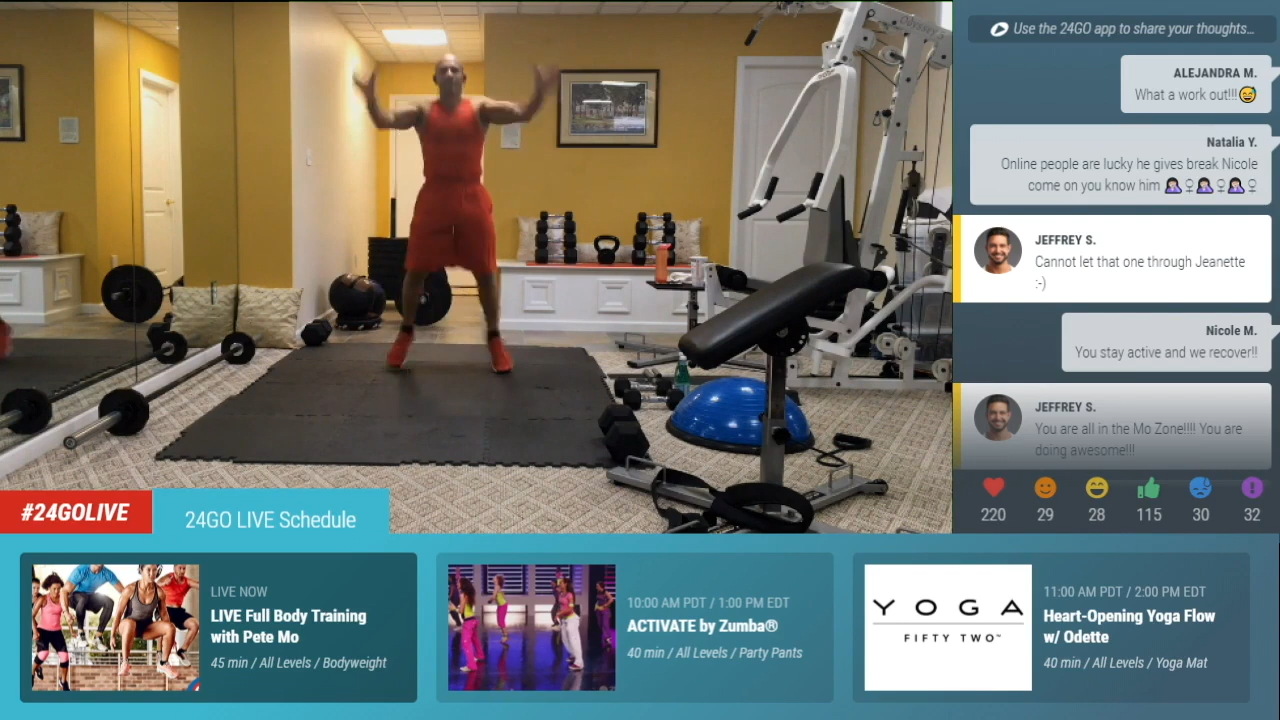 Use the 24GO app to share your thoughts...
ALEJANDRA M.
What a work out!!!😅
Natalia Y.
Online people are lucky he gives break Nicole
come on you know him 🤦🏻♀🤦🏻♀🤦🏻♀
JEFFREY S.
Cannot let that one through Jeanette
:-)
Nicole M.
You stay active and we recover!!
JEFFREY S.
You are all in the Mo Zone!!!! You are
doing awesome!!!
220
29
28
115
30
32
#24GOLIVE
24GO LIVE Schedule
LIVE NOW
LIVE Full Body Training
with Pete Mo
45 min / All Levels / Bodyweight
10:00 AM PDT / 1:00 PM EDT
ACTIVATE by Zumba®
40 min / All Levels / Party Pants
YOGA
FIFTY TWO™
11:00 AM PDT / 2:00 PM EDT
Heart-Opening Yoga Flow
w/ Odette
40 min / All Levels / Yoga Mat